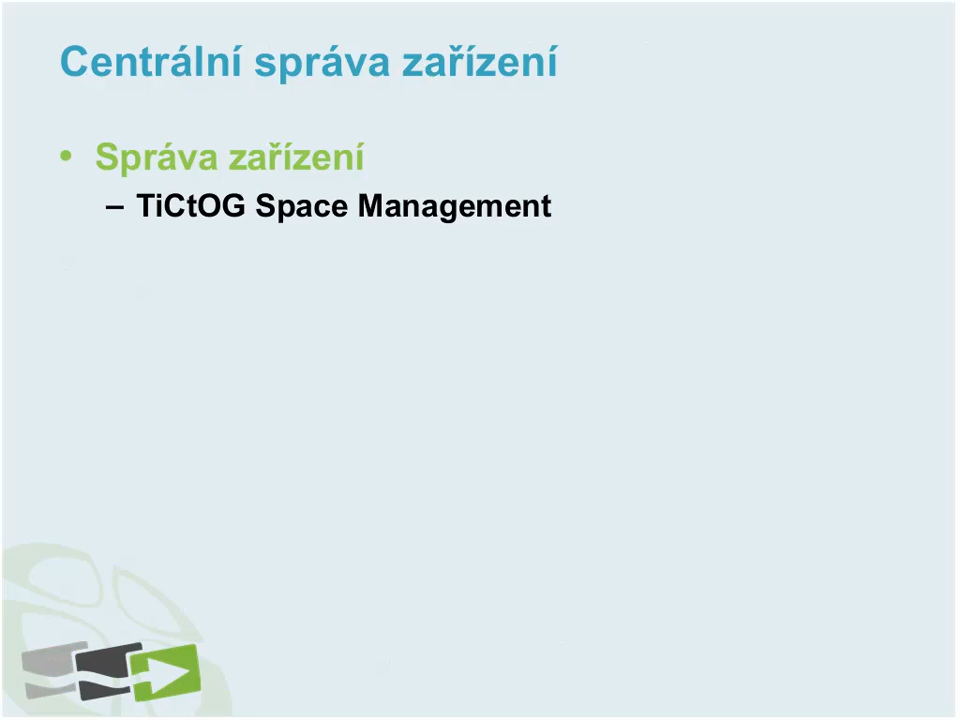 Centrální správa zařízení
• Správa zařízení
– TiCtOG Space Management